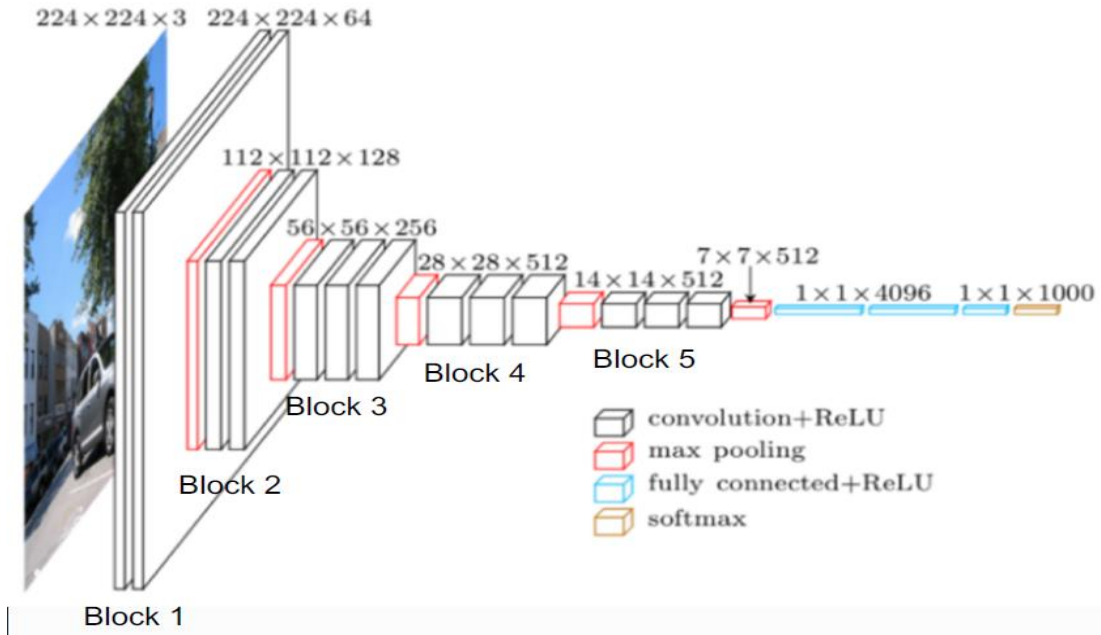 224×224×3
224×224×64
112×112×128
56×56×256
28×28×512
14×14×512
7×7×512
1×1×4096
1×1×1000
Block 1
Block 2
Block 3
Block 4
Block 5
convolution+ReLU
max pooling
fully connected+ReLU
softmax